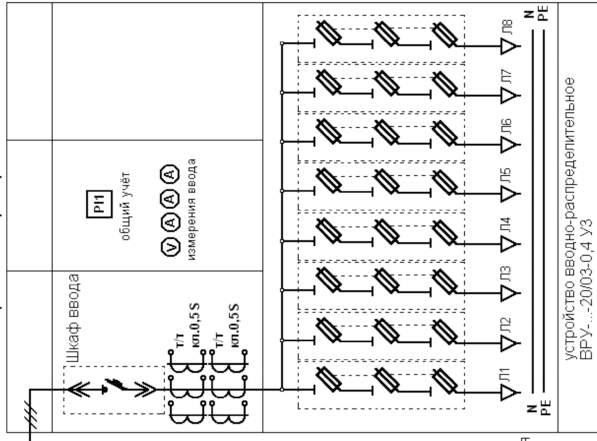 Шкаф ввода
PI1
общий учёт
V A A A
измерения ввода
т/т
кл.0,5 S
т/т
кл.0,5S
Л1
Л2
Л3
Л4
Л5
Л6
Л7
Л8
N
PE
N
PE
устройство вводно-распределительное
ВРУ-...-20/03-0,4 У3